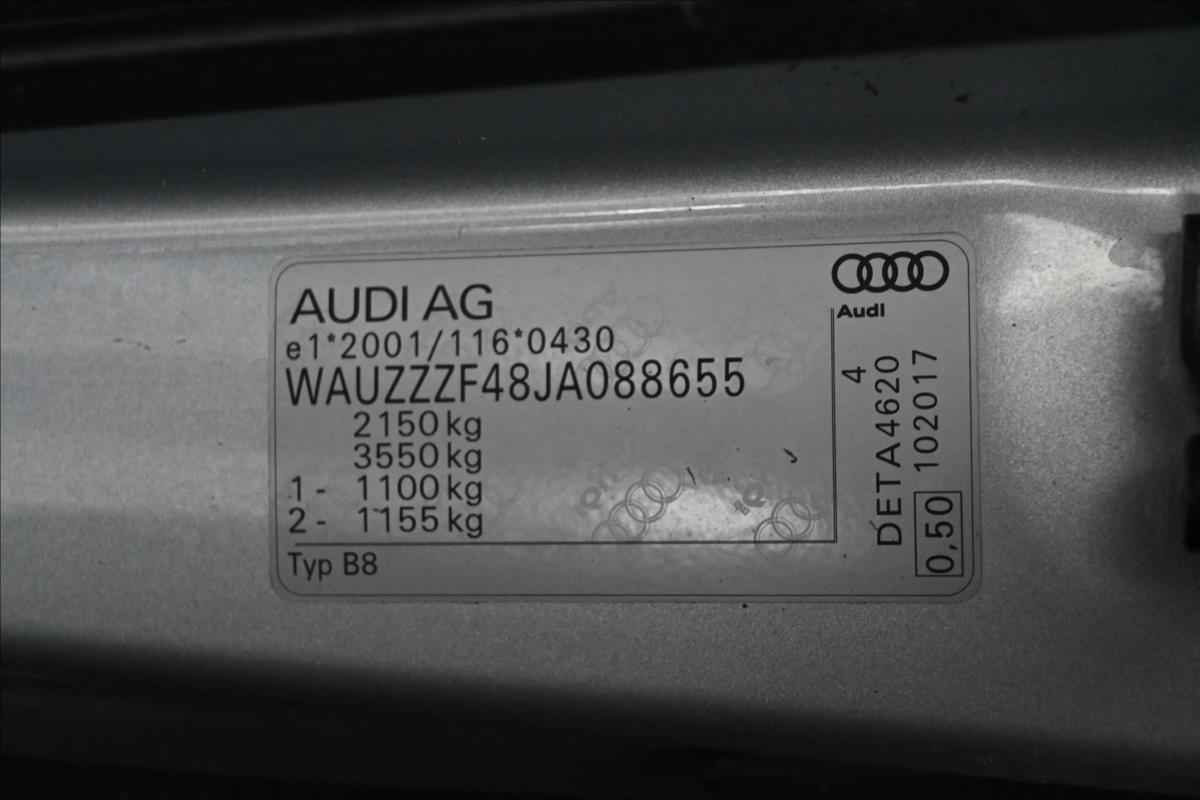 AUDI AG
e1*2001/116*0430
WAUZZZF48JA088655
2150 kg
3550 kg
1 - 1100 kg
2 - 1155 kg
Typ B8
Audi
4
DETA4620
102017
0,50